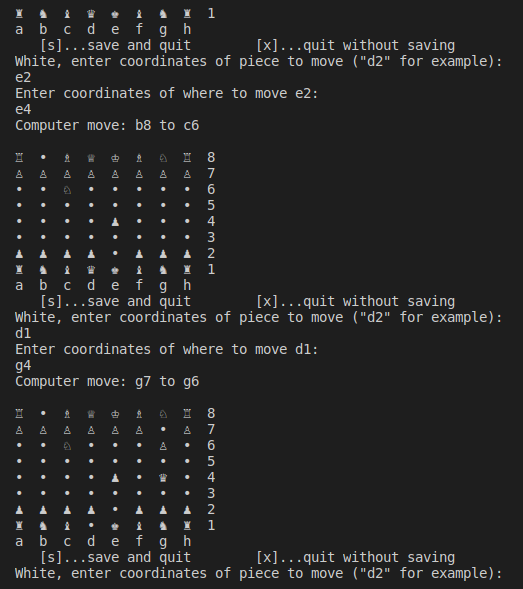 ♜ ♞ ♝ ♛ ♚ ♝ ♞ ♜ 1
a b c d e f g h
[s]...save and quit [x]...quit without saving
White, enter coordinates of piece to move ("d2" for example):
e2
Enter coordinates of where to move e2:
e4
Computer move: b8 to c6
♖ • ♗ ♕ ♔ ♗ ♘ ♖ 8
♙ ♙ ♙ ♙ ♙ ♙ ♙ ♙ 7
• • ♘ • • • • • 6
• • • • • • • • 5
• • • • ♟ • • • 4
• • • • • • • • 3
♟ ♟ ♟ ♟ • ♟ ♟ ♟ 2
♜ ♞ ♝ ♛ ♚ ♝ ♞ ♜ 1
a b c d e f g h
[s]...save and quit [x]...quit without saving
White, enter coordinates of piece to move ("d2" for example):
d1
Enter coordinates of where to move d1:
g4
Computer move: g7 to g6
♖ • ♗ ♕ ♔ ♗ ♘ ♖ 8
♙ ♙ ♙ ♙ ♙ ♙ • ♙ 7
• • ♘ • • • ♙ • 6
• • • • • • • • 5
• • • • ♟ • ♛ • 4
• • • • • • • • 3
♟ ♟ ♟ ♟ • ♟ ♟ ♟ 2
♜ ♞ ♝ • ♚ ♝ ♞ ♜ 1
a b c d e f g h
[s]...save and quit [x]...quit without saving
White, enter coordinates of piece to move ("d2" for example):